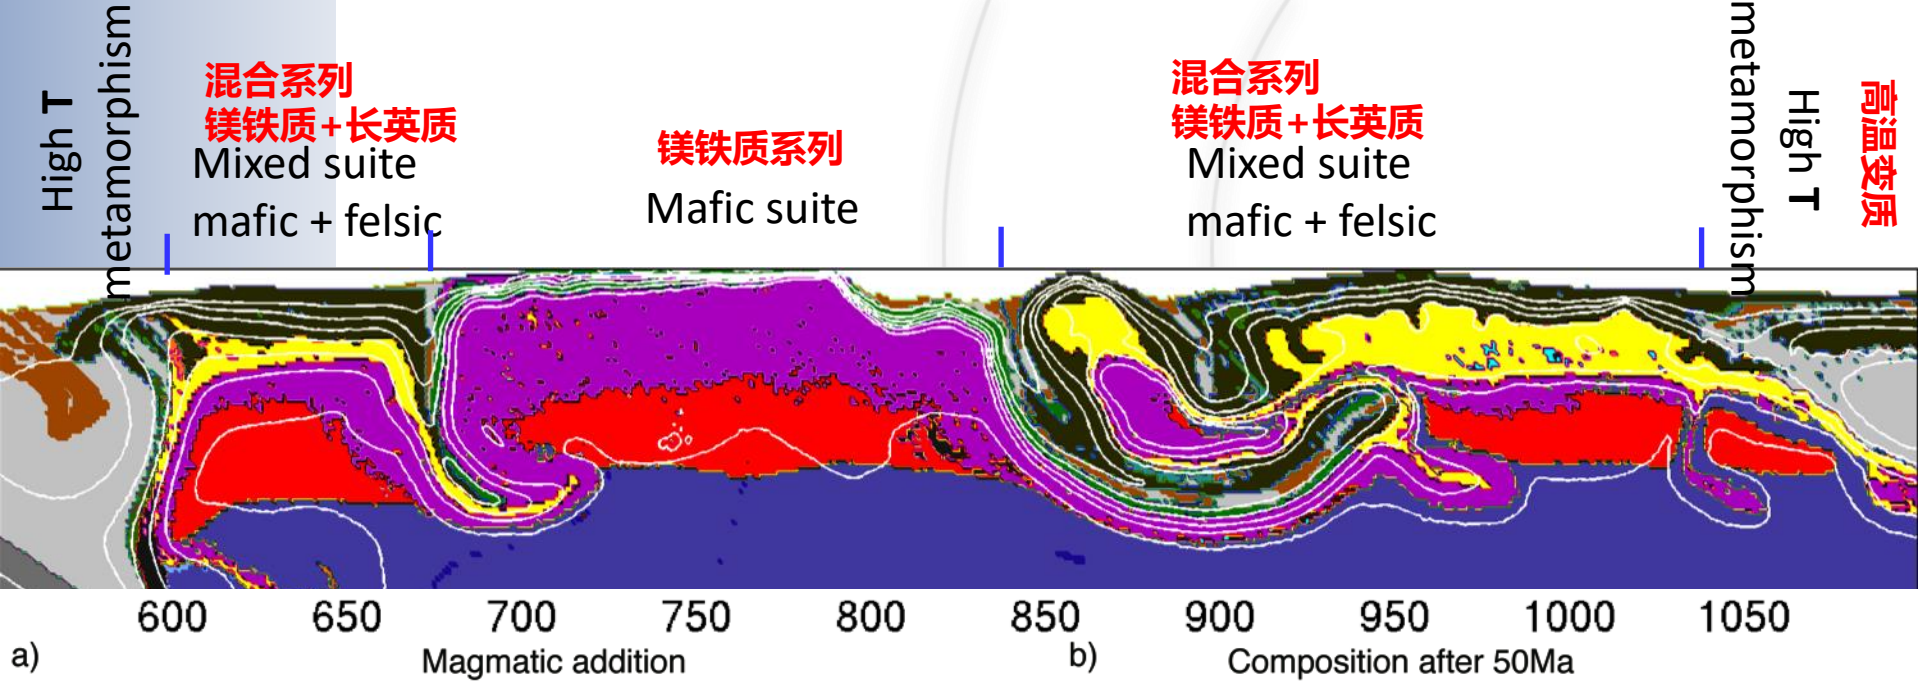 High T
metamorphism
混合系列
镁铁质+长英质
Mixed suite
mafic + felsic
镁铁质系列
Mafic suite
混合系列
镁铁质+长英质
Mixed suite
mafic + felsic
metamorphism
High T
高温变质
600 650 700 750 800 850 900 950 1000 1050
a) Magmatic addition b) Composition after 50Ma